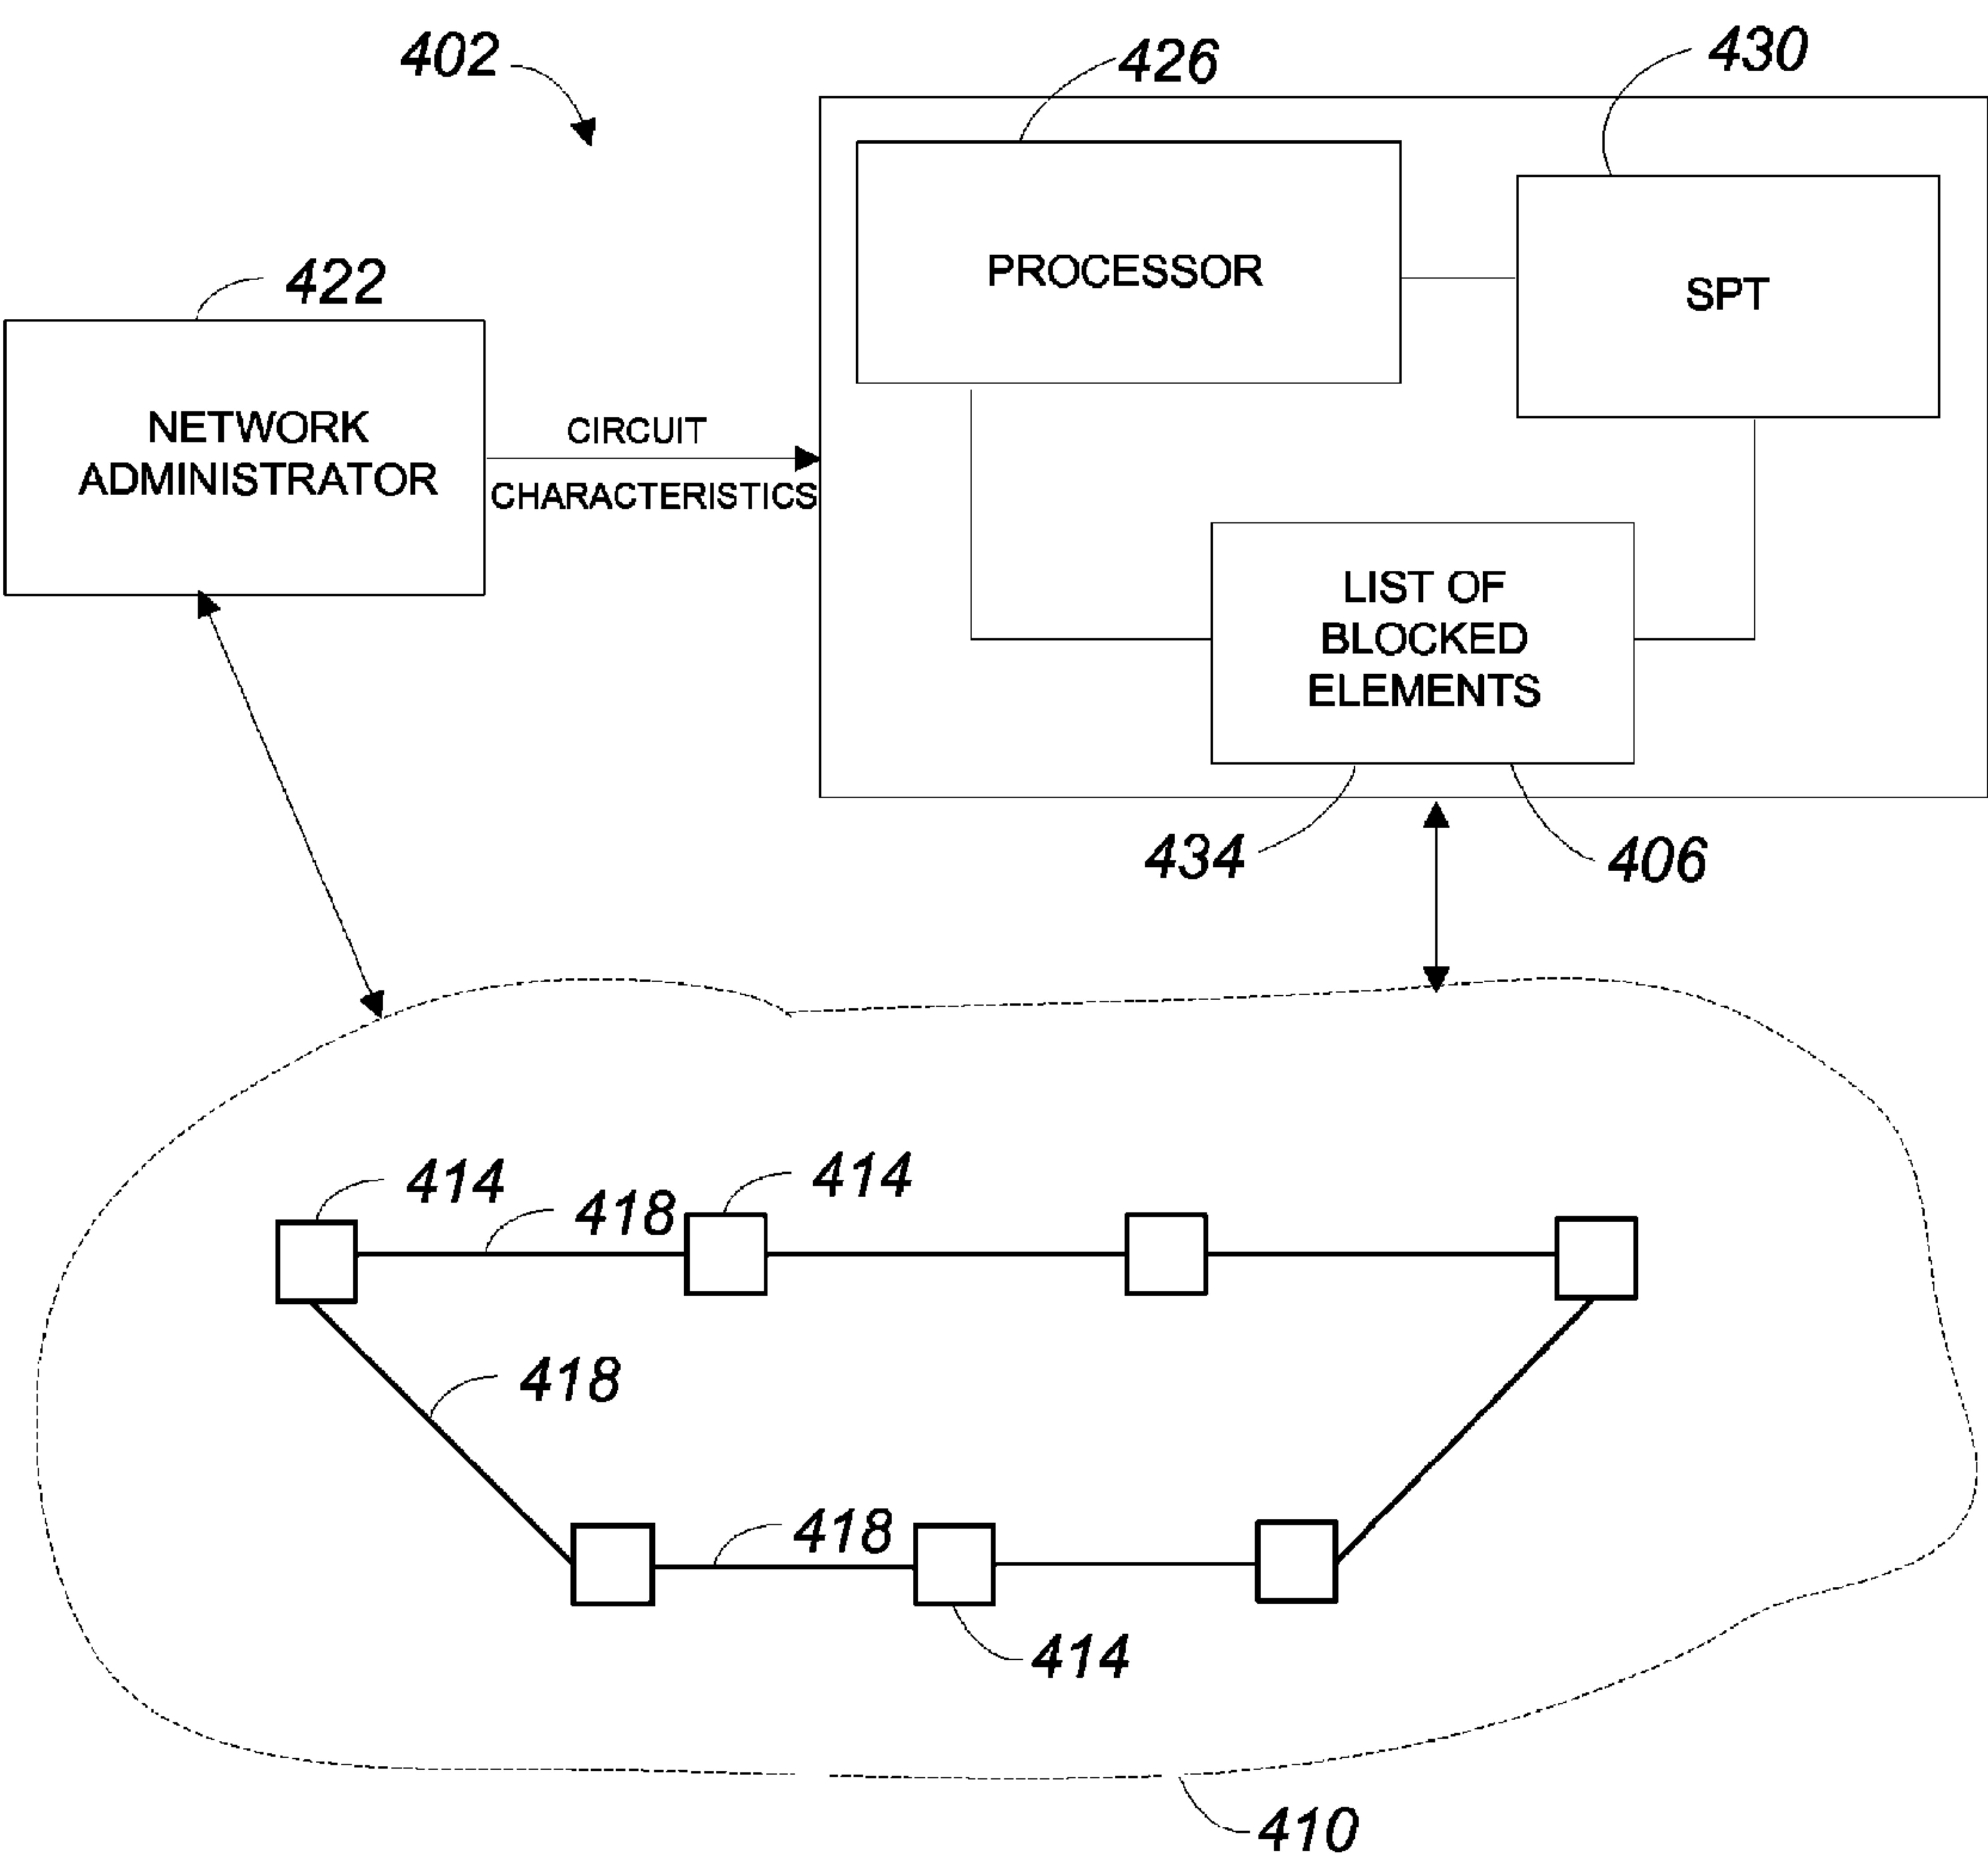 402
426
430
422
PROCESSOR
SPT
NETWORK
ADMINISTRATOR
CIRCUIT
CHARACTERISTICS
LIST OF
BLOCKED
ELEMENTS
434
406
414
414
418
418
418
414
410